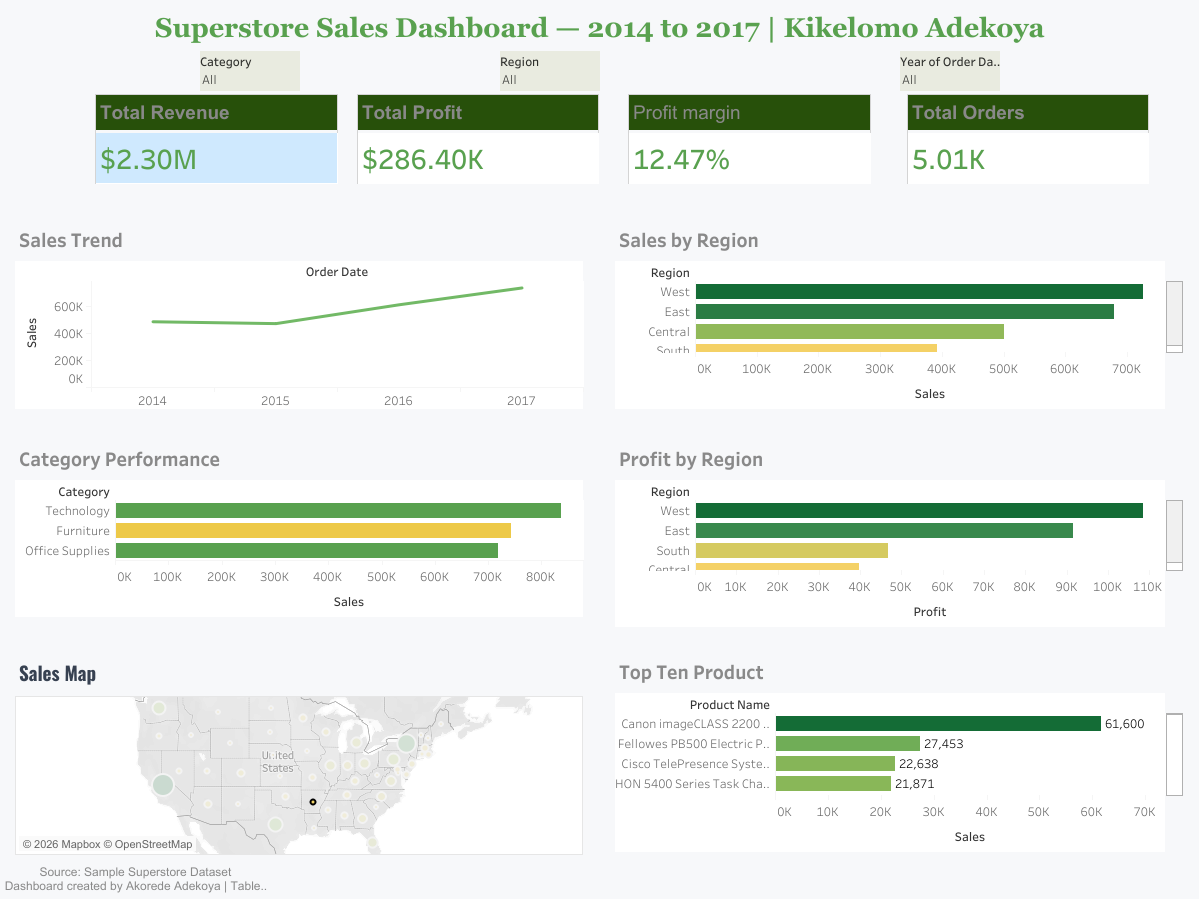 Superstore Sales Dashboard — 2014 to 2017 | Kikelomo Adekoya
Category
All
Region
All
Year of Order Da..
All
Total Revenue
$2.30M
Total Profit
$286.40K
Profit margin
12.47%
Total Orders
5.01K
Sales Trend
Order Date
Sales
600K
400K
200K
0K
2014 2015 2016 2017
Sales by Region
Region
West
East
Central
South
0K 100K 200K 300K 400K 500K 600K 700K
Sales
Category Performance
Category
Technology
Furniture
Office Supplies
0K 100K 200K 300K 400K 500K 600K 700K 800K
Sales
Profit by Region
Region
West
East
South
Central
0K 10K 20K 30K 40K 50K 60K 70K 80K 90K 100K 110K
Profit
Sales Map
United
States
© 2026 Mapbox © OpenStreetMap
Top Ten Product
Product Name
Canon imageCLASS 2200 .. 61,600
Fellowes PB500 Electric P.. 27,453
Cisco TelePresence Syste.. 22,638
HON 5400 Series Task Cha.. 21,871
0K 10K 20K 30K 40K 50K 60K 70K
Sales
Source: Sample Superstore Dataset
Dashboard created by Akorede Adekoya | Table..